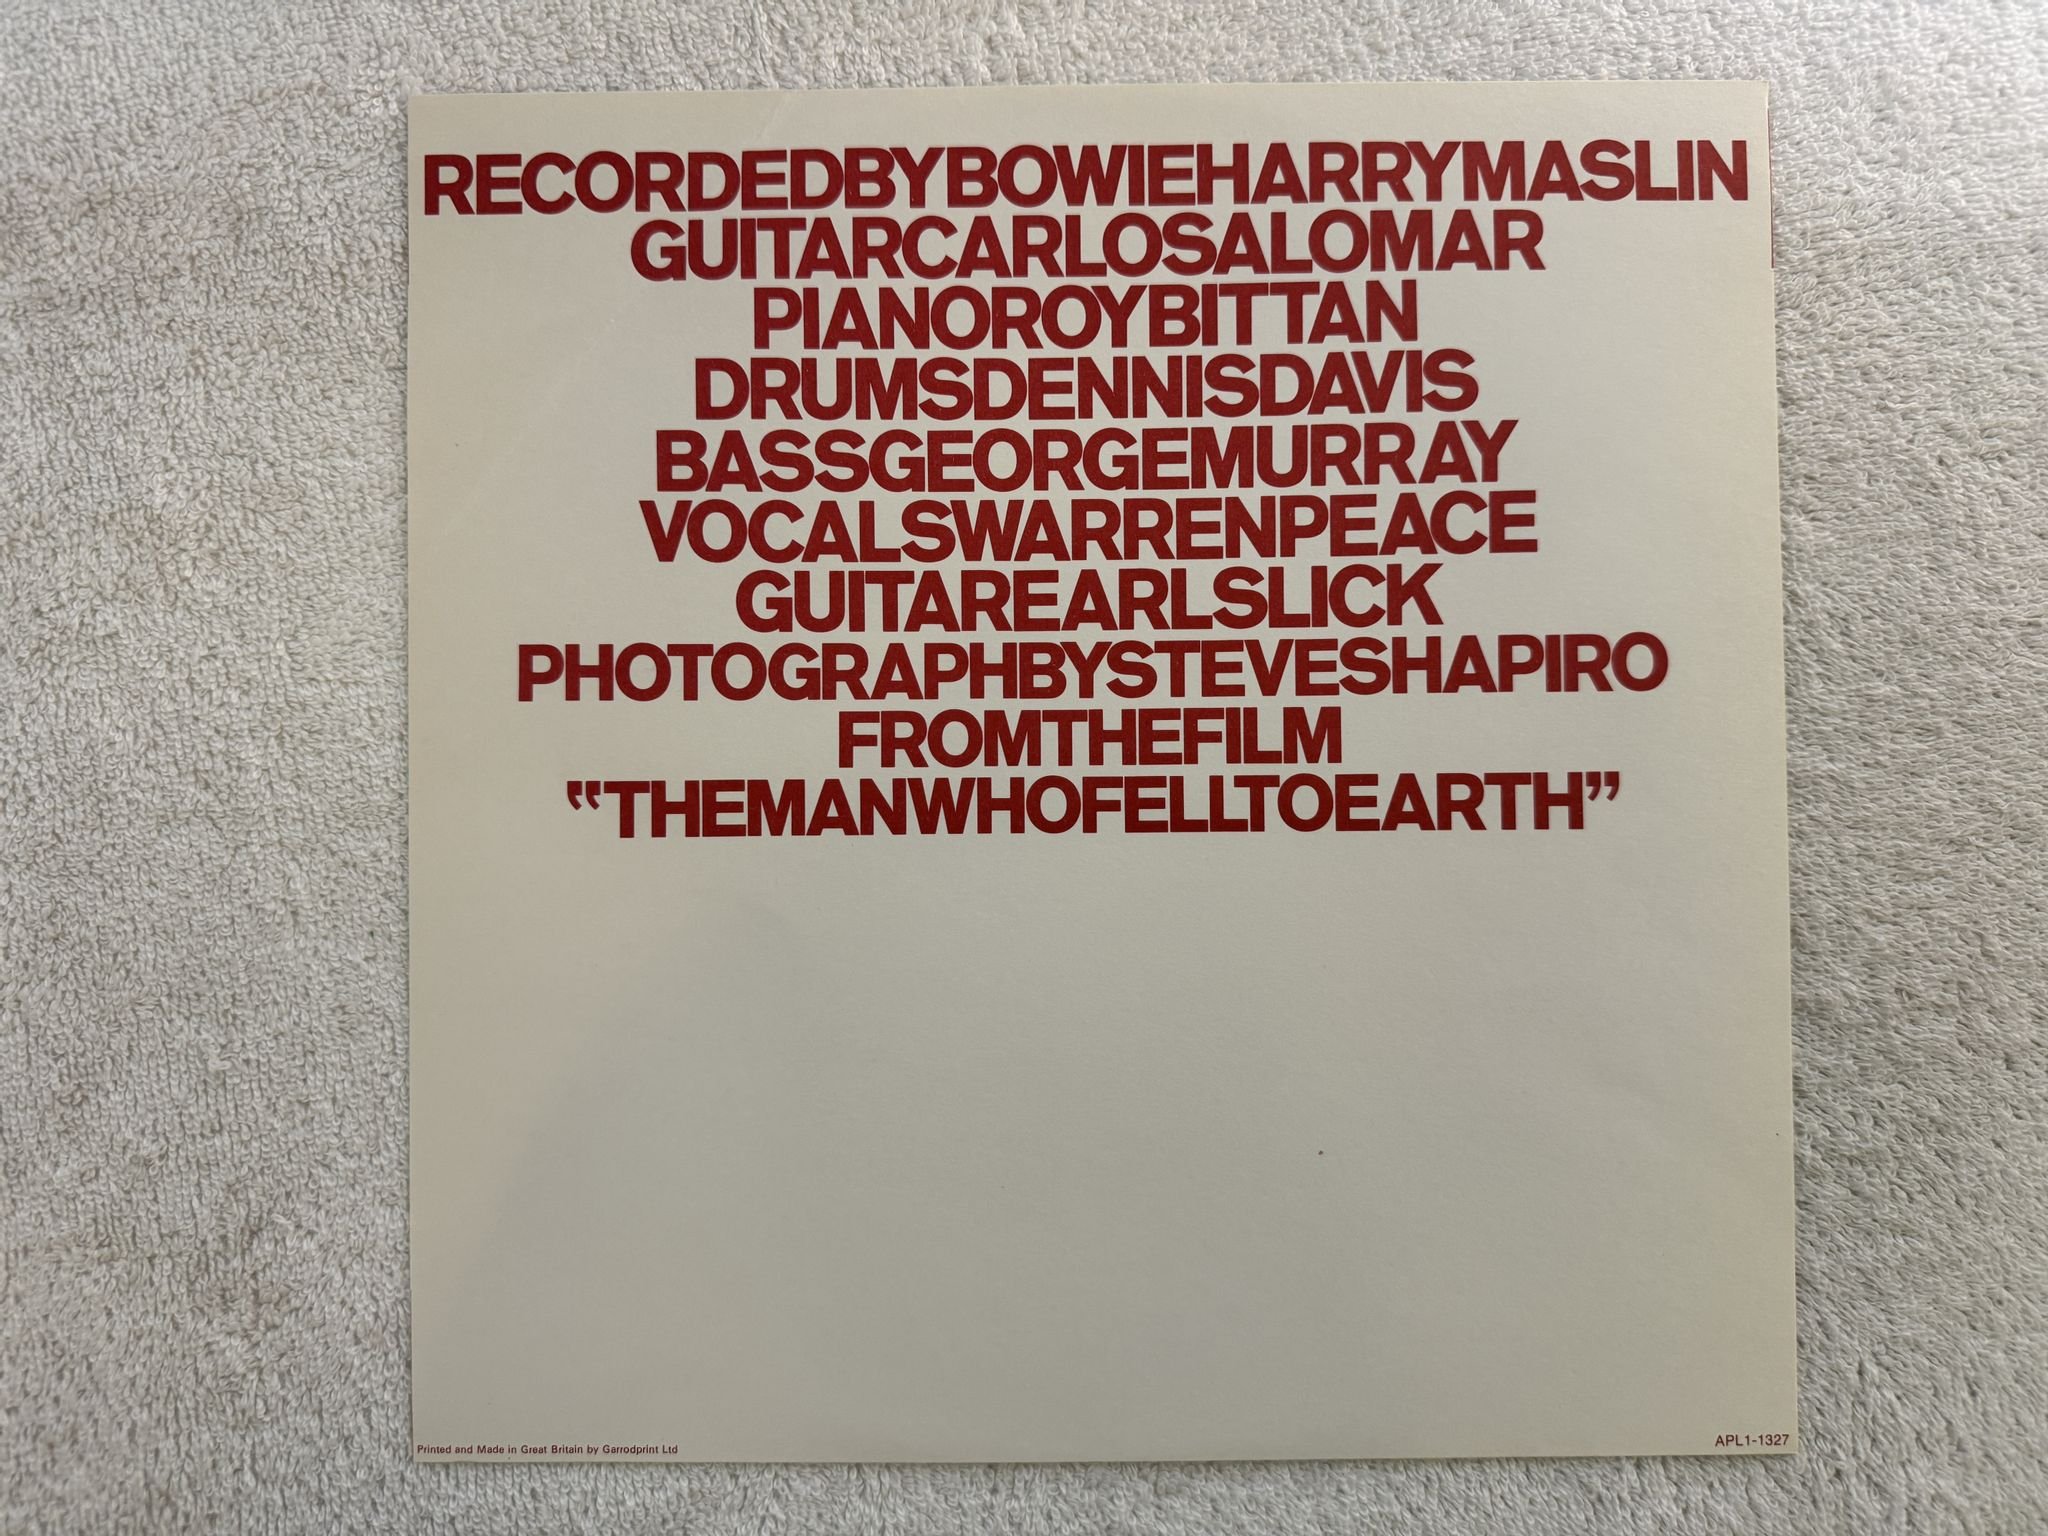 RECORDEDBYBOWIEHARRYMASLIN
GUITARCARLOSALOMAR
PIANOROYBITTAN
DRUMSDENNISDAVIS
BASSGEORGEMURRAY
VOCALSWARRENPEACE
GUITAREARLSLICK
PHOTOGRAPHBYSTEVESHAPIRO
FROMTHEFILM
“THEMANWHOFELLTOEARTH”
Printed and Made in Great Britain by Garrodprint Ltd
APL1-1327